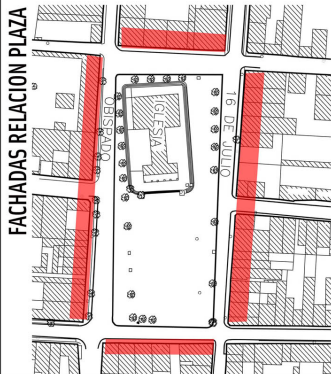 FACHADAS RELACION PLAZA
OBISPADO
IGLESIA
16 DE JULIO